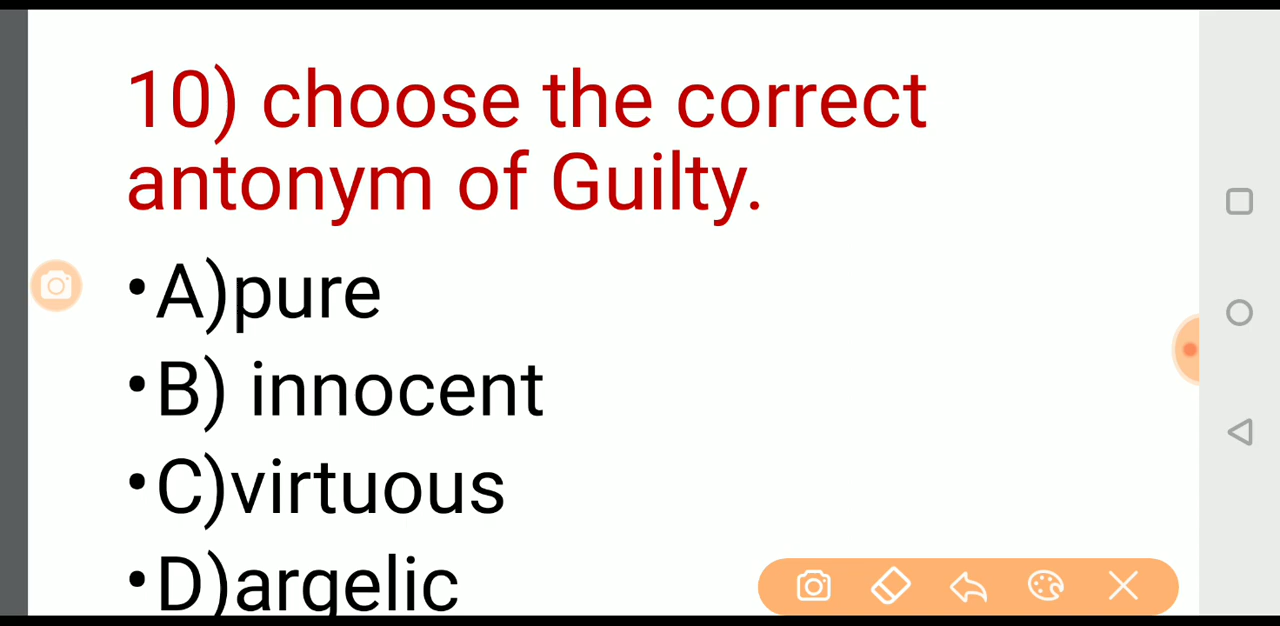 10) choose the correct
antonym of Guilty.
•A)pure
•B) innocent
•C)virtuous
•D)argelic